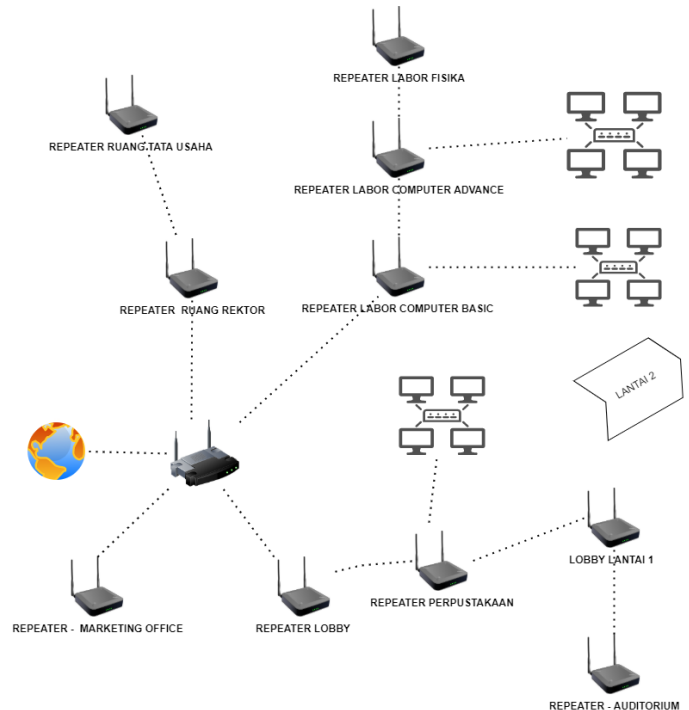 REPEATER LABOR FISIKA
REPEATER RUANG TATA USAHA
REPEATER LABOR COMPUTER ADVANCE
REPEATER RUANG REKTOR
REPEATER LABOR COMPUTER BASIC
LANTAI 2
LOBBY LANTAI 1
REPEATER PERPUSTAKAAN
REPEATER - MARKETING OFFICE
REPEATER LOBBY
REPEATER - AUDITORIUM